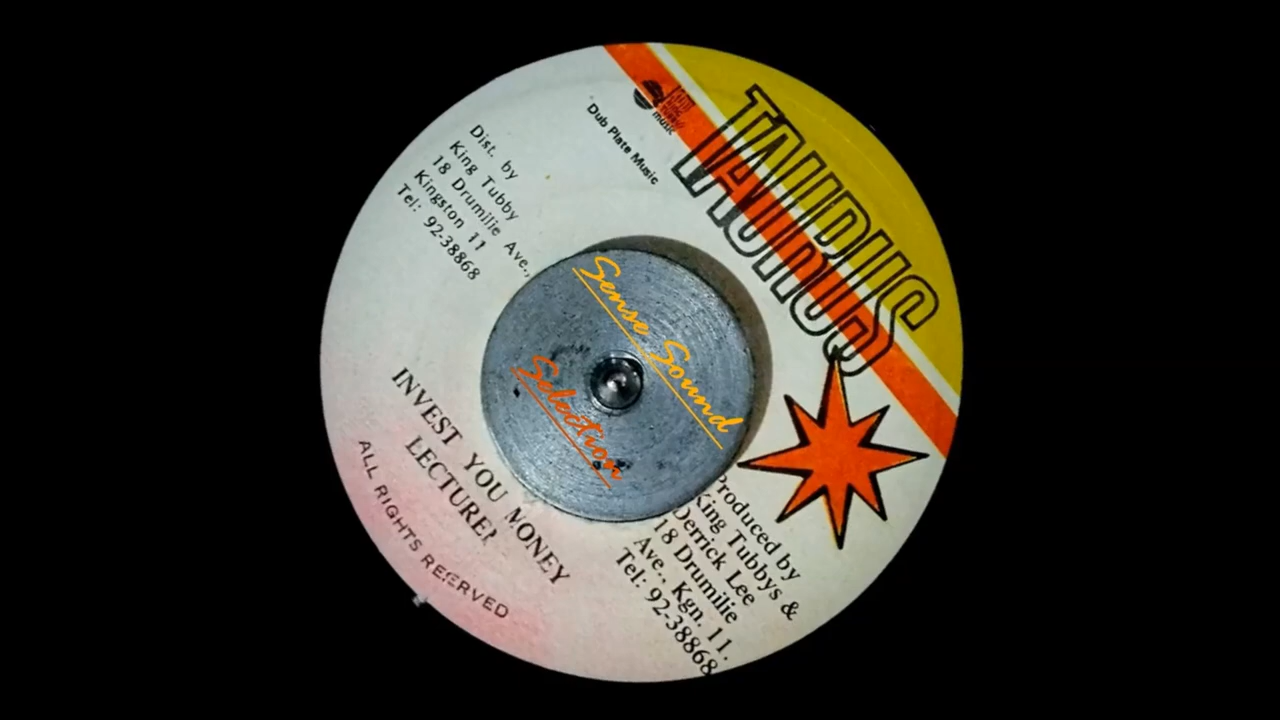 TAURUS
music
Dub Plate Music
Dist. by
King Tubby
18 Drumilie Ave.,
Kingston 11
Tel: 92-38868
Sense Sound
Selection
INVEST YOU MONEY
LECTURER
ALL RIGHTS RESERVED
Produced by
King Tubbys &
Derrick Lee
18 Drumilie
Ave., Kgn. 11.
Tel: 92-38868